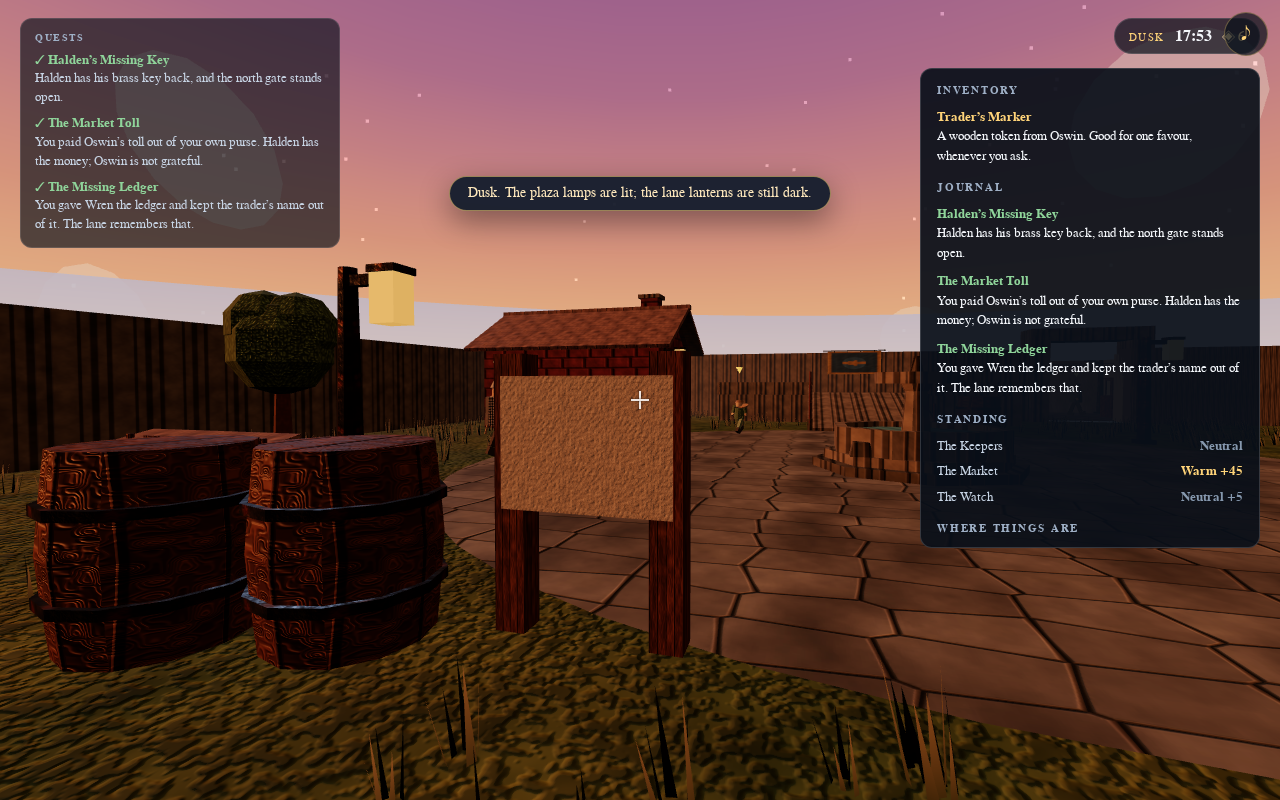 QUESTS
✓ Halden's Missing Key
Halden has his brass key back, and the north gate stands
open.
✓ The Market Toll
You paid Oswin's toll out of your own purse. Halden has
the money; Oswin is not grateful.
✓ The Missing Ledger
You gave Wren the ledger and kept the trader's name out
of it. The lane remembers that.
Dusk. The plaza lamps are lit; the lane lanterns are still dark.
DUSK 17:53
INVENTORY
Trader's Marker
A wooden token from Oswin. Good for one favour,
whenever you ask.
JOURNAL
Halden's Missing Key
Halden has his brass key back, and the north gate stands
open.
The Market Toll
You paid Oswin's toll out of your own purse. Halden has the
money; Oswin is not grateful.
The Missing Ledger
You gave Wren the ledger and kept the trader's name out of
it. The lane remembers that.
STANDING
The Keepers Neutral
The Market Warm +45
The Watch Neutral +5
WHERE THINGS ARE